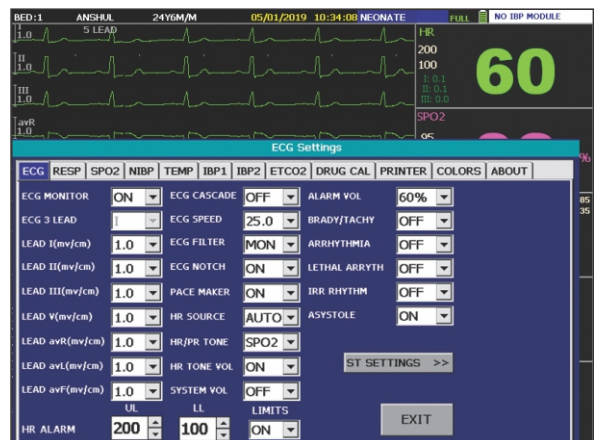 BED:1 ANSHUL 24Y6M/M 05/01/2019 10:34:08 NEONATE FULL NO IBP MODULE
I 5 LEAD HR
1.0
200
II 100 60
1.0 I: 0.1
II: 0.1
III III: 0.0
1.0
SPO2
avR
1.0 95
%
ECG Settings
ECG RESP SPO2 NIBP TEMP IBP1 IBP2 ETCO2 DRUG CAL PRINTER COLORS ABOUT
ECG MONITOR ON ECG CASCADE OFF ALARM VOL 60% 85
ECG 3 LEAD I ECG SPEED 25.0 BRADY/TACHY OFF 35
LEAD I(mv/cm) 1.0 ECG FILTER MON ARRHYTHMIA OFF
LEAD II(mv/cm) 1.0 ECG NOTCH ON LETHAL ARRYTH OFF
LEAD III(mv/cm) 1.0 PACE MAKER ON IRR RHYTHM OFF
LEAD V(mv/cm) 1.0 HR SOURCE AUTO ASYSTOLE ON
LEAD avR(mv/cm) 1.0 HR/PR TONE SPO2
LEAD avL(mv/cm) 1.0 HR TONE VOL ON ST SETTINGS >>
LEAD avF(mv/cm) 1.0 SYSTEM VOL OFF
UL LL LIMITS
HR ALARM 200 100 ON EXIT